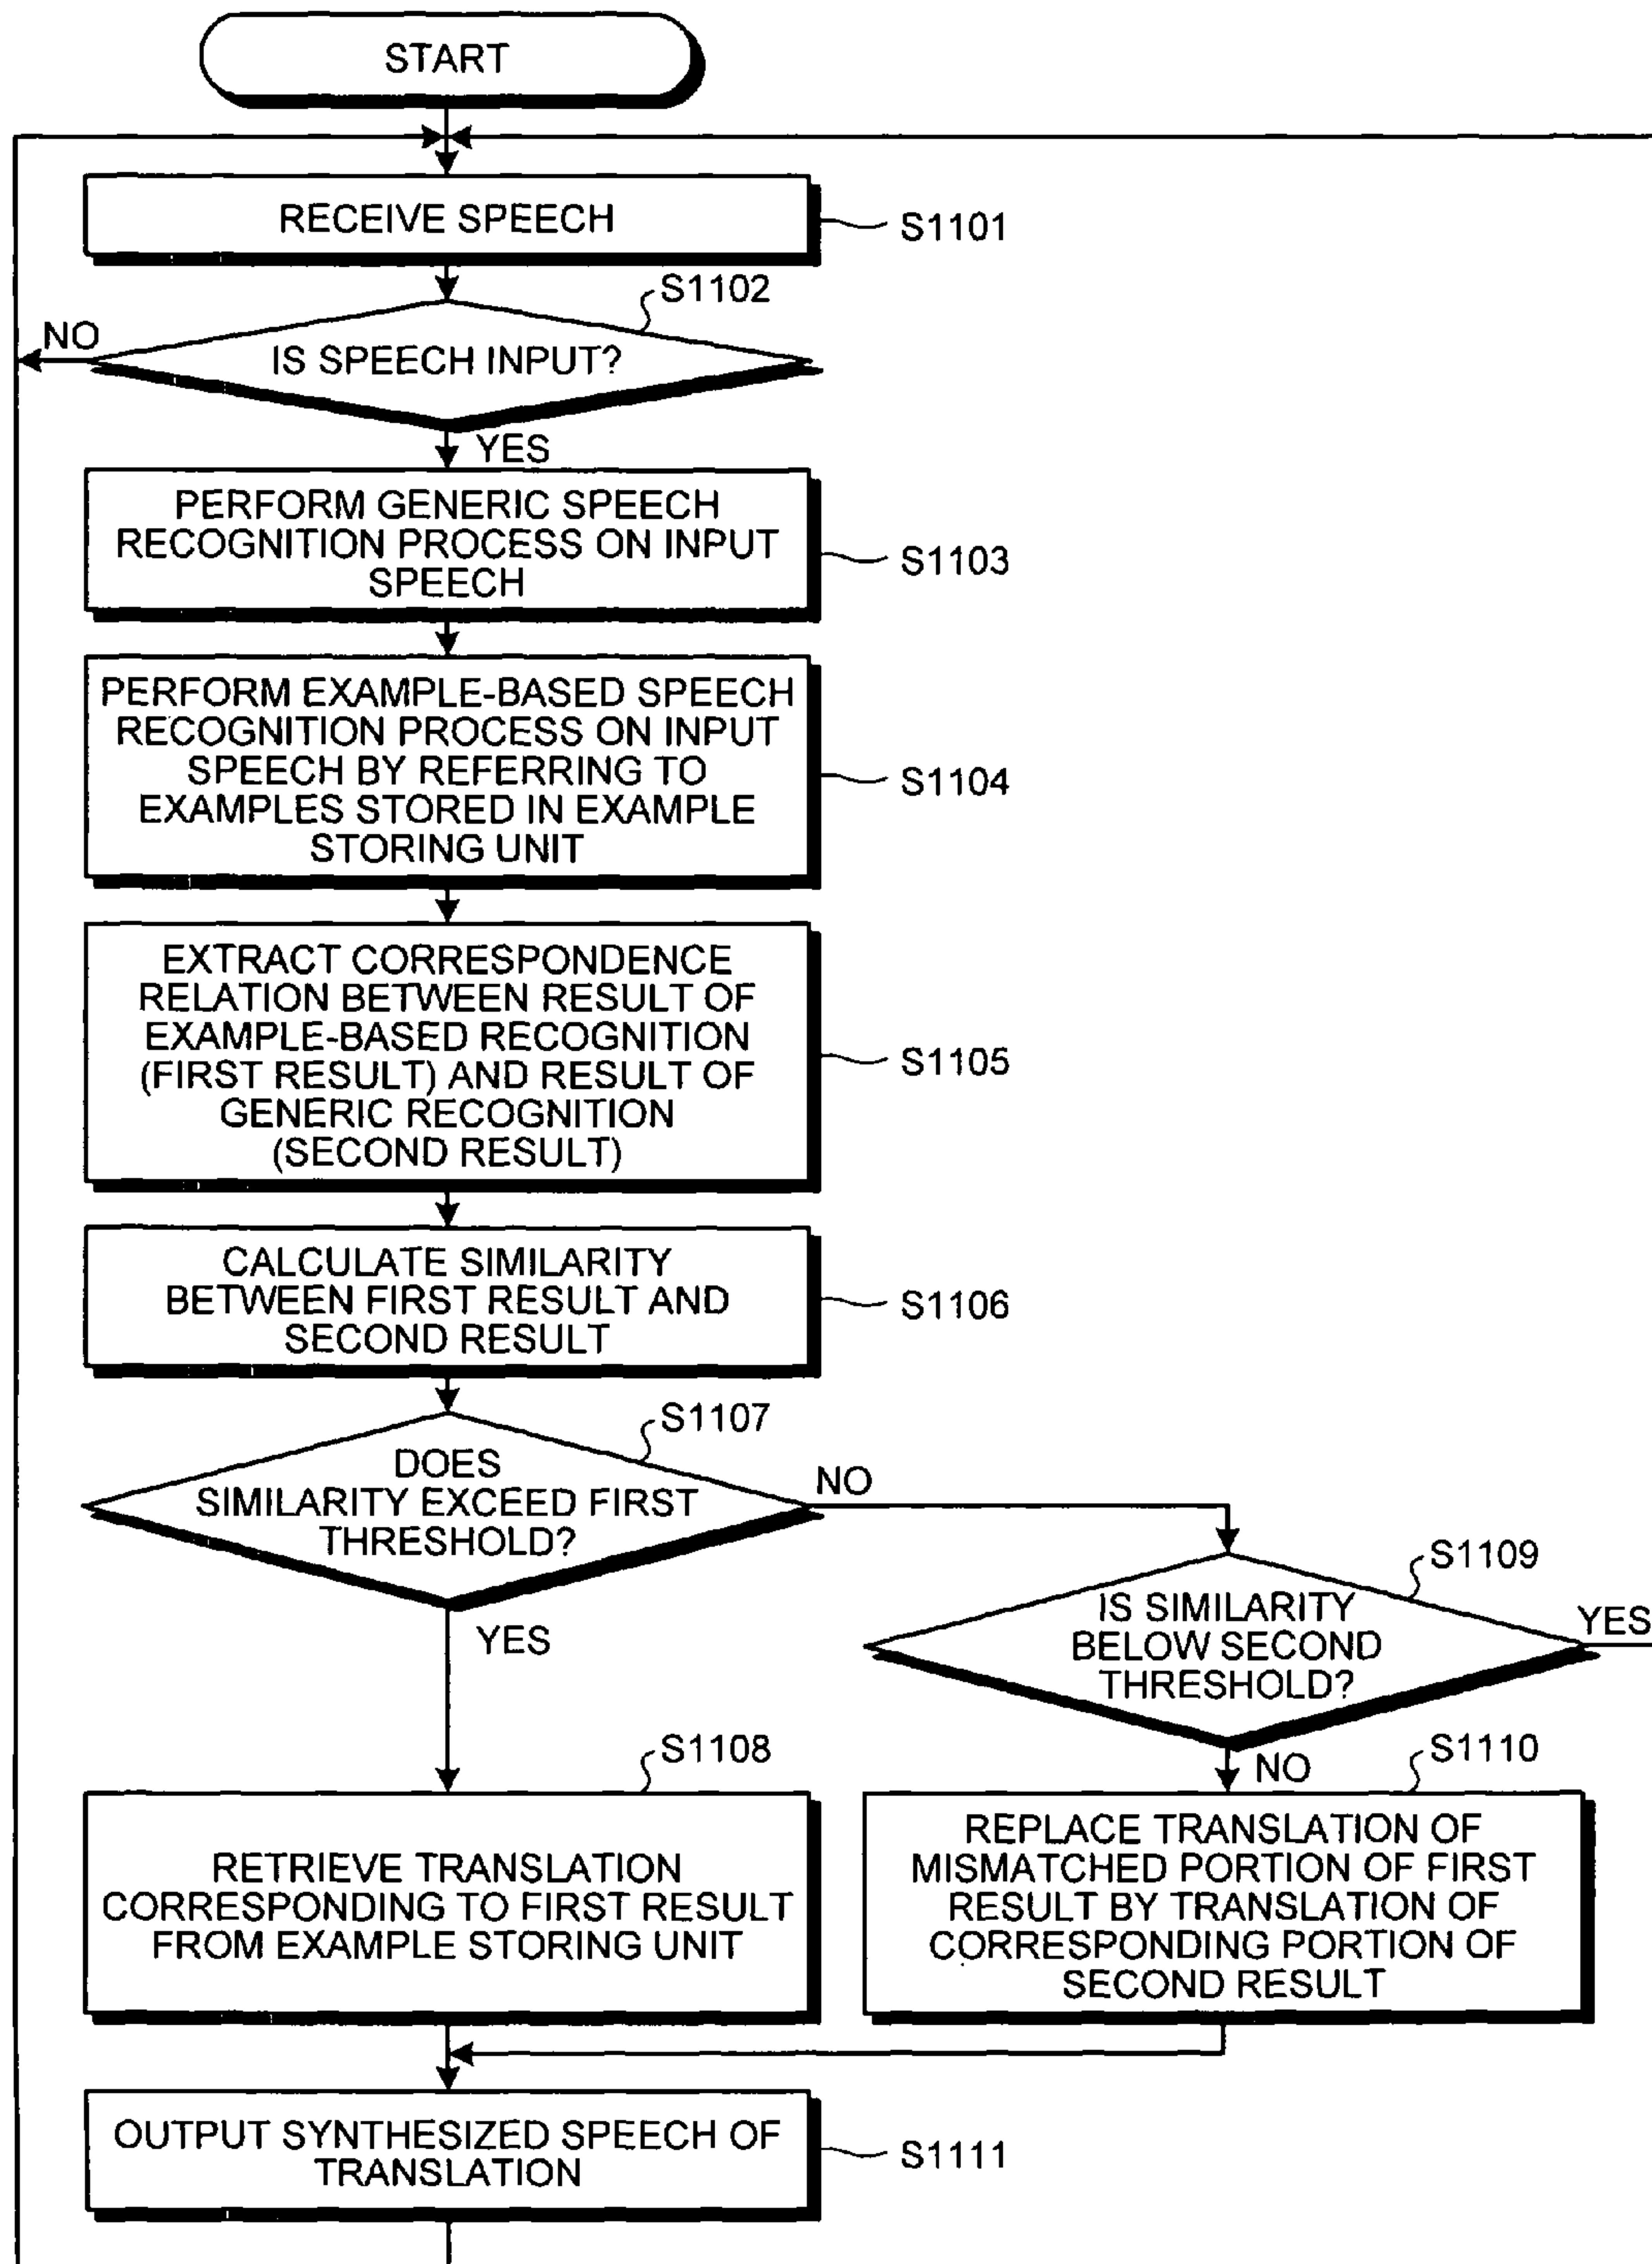 START
RECEIVE SPEECH
S1101
S1102
NO
IS SPEECH INPUT?
YES
PERFORM GENERIC SPEECH
RECOGNITION PROCESS ON INPUT
SPEECH
S1103
PERFORM EXAMPLE-BASED SPEECH
RECOGNITION PROCESS ON INPUT
SPEECH BY REFERRING TO
EXAMPLES STORED IN EXAMPLE
STORING UNIT
S1104
EXTRACT CORRESPONDENCE
RELATION BETWEEN RESULT OF
EXAMPLE-BASED RECOGNITION
(FIRST RESULT) AND RESULT OF
GENERIC RECOGNITION
(SECOND RESULT)
S1105
CALCULATE SIMILARITY
BETWEEN FIRST RESULT AND
SECOND RESULT
S1106
S1107
DOES
SIMILARITY EXCEED FIRST
THRESHOLD?
NO
YES
S1109
IS SIMILARITY
BELOW SECOND
THRESHOLD?
YES
NO
S1108
RETRIEVE TRANSLATION
CORRESPONDING TO FIRST RESULT
FROM EXAMPLE STORING UNIT
S1110
REPLACE TRANSLATION OF
MISMATCHED PORTION OF FIRST
RESULT BY TRANSLATION OF
CORRESPONDING PORTION OF
SECOND RESULT
OUTPUT SYNTHESIZED SPEECH OF
TRANSLATION
S1111